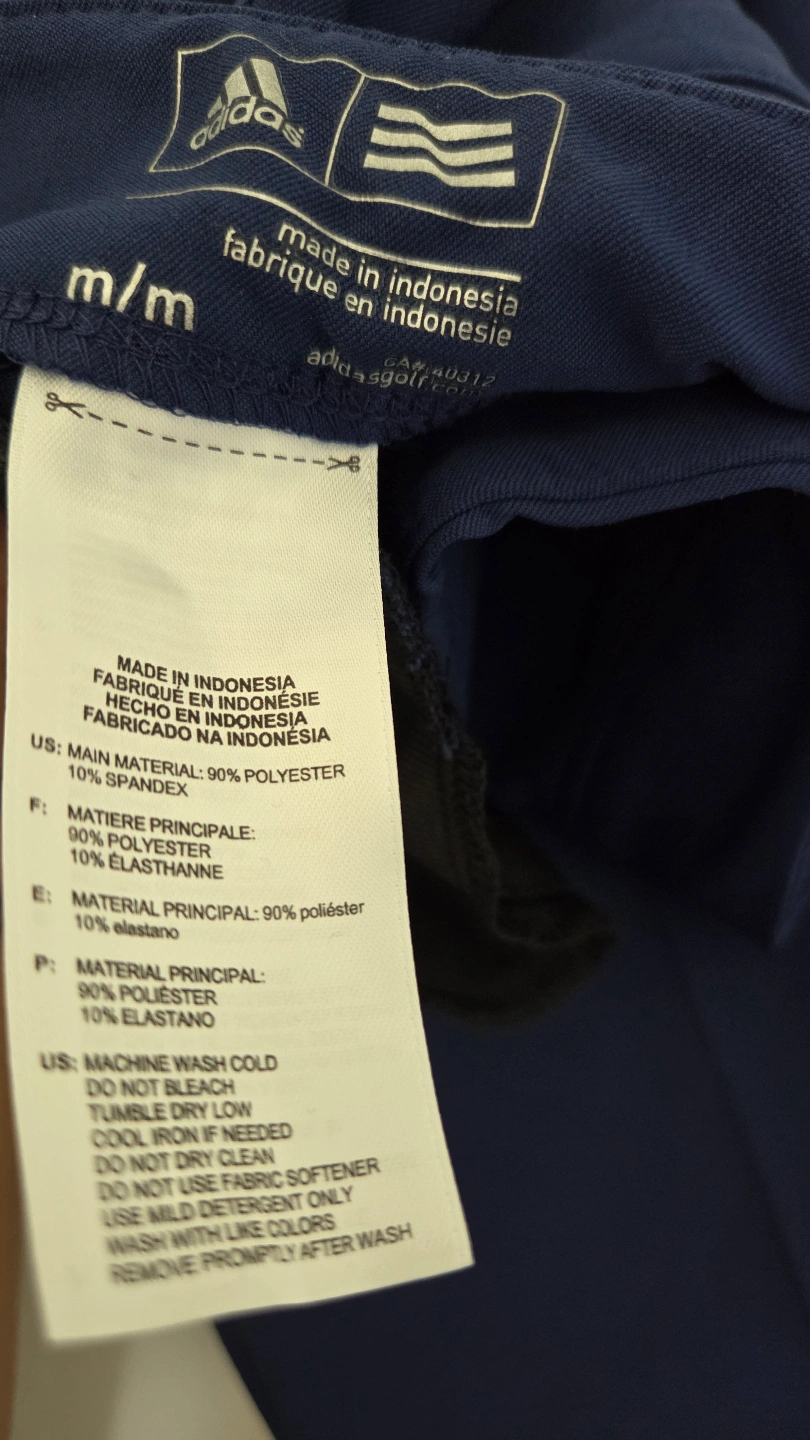 adidas
made in indonesia
fabrique en indonesie
m/m
CA#:40312
adidasgolf.com
MADE IN INDONESIA
FABRIQUÉ EN INDONÉSIE
HECHO EN INDONESIA
FABRICADO NA INDONÉSIA
US: MAIN MATERIAL: 90% POLYESTER
10% SPANDEX
F: MATIERE PRINCIPALE:
90% POLYESTER
10% ÉLASTHANNE
E: MATERIAL PRINCIPAL: 90% poliéster
10% elastano
P: MATERIAL PRINCIPAL:
90% POLIÉSTER
10% ELASTANO
US: MACHINE WASH COLD
DO NOT BLEACH
TUMBLE DRY LOW
COOL IRON IF NEEDED
DO NOT DRY CLEAN
DO NOT USE FABRIC SOFTENER
USE MILD DETERGENT ONLY
WASH WITH LIKE COLORS
REMOVE PROMPTLY AFTER WASH